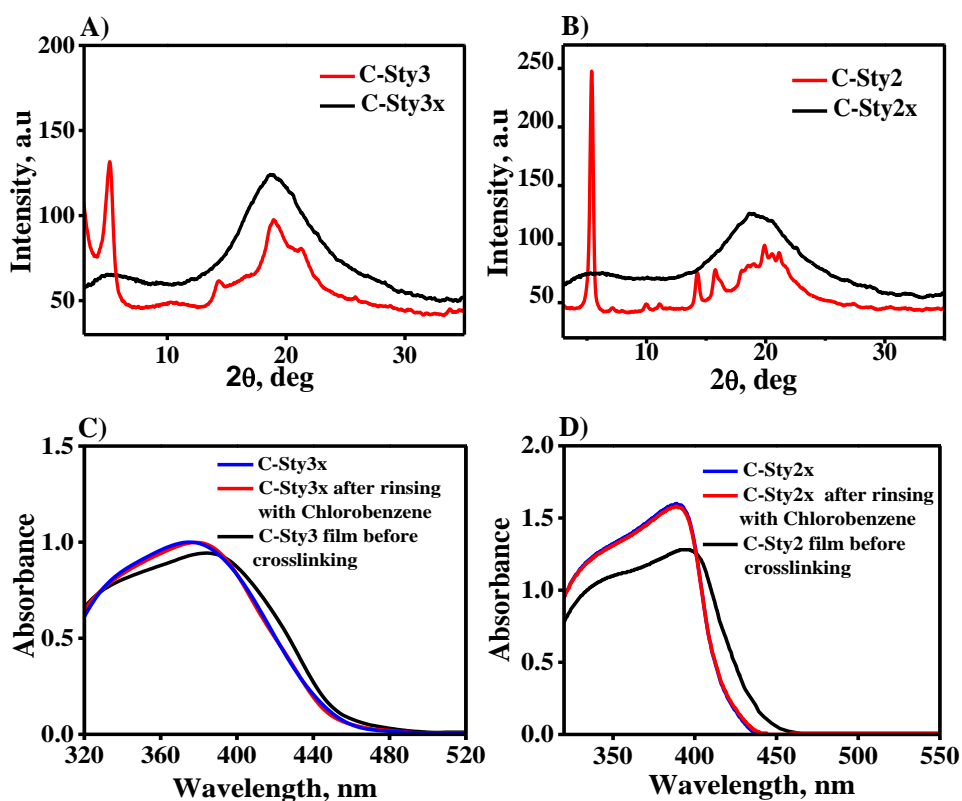 A)
200
150
100
50
Intensity, a.u
C-Sty3
C-Sty3x
10
20
30
2θ, deg
B)
250
200
150
100
50
Intensity, a.u
C-Sty2
C-Sty2x
10
20
30
2θ, deg
C)
1.5
1.0
0.5
0.0
Absorbance
C-Sty3x
C-Sty3x after rinsing
with Chlorobenzene
C-Sty3 film before
crosslinking
320
360
400
440
480
520
Wavelength, nm
D)
2.0
1.5
1.0
0.5
0.0
Absorbance
C-Sty2x
C-Sty2x after rinsing
with Chlorobenzene
C-Sty2 film before
crosslinking
350
400
450
500
550
Wavelength, nm